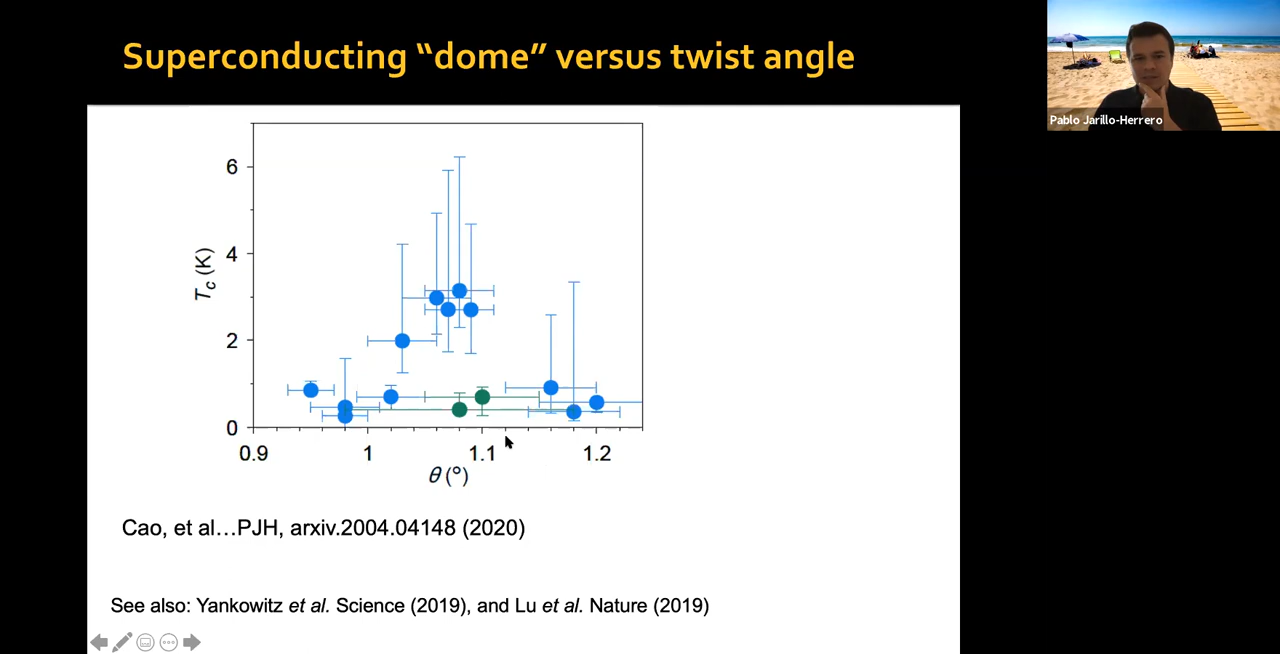 Superconducting “dome” versus twist angle
Pablo Jarillo-Herrero
6
4
2
0
T_c (K)
0.9 1 1.1 1.2
θ (°)
Cao, et al…PJH, arxiv.2004.04148 (2020)
See also: Yankowitz et al. Science (2019), and Lu et al. Nature (2019)